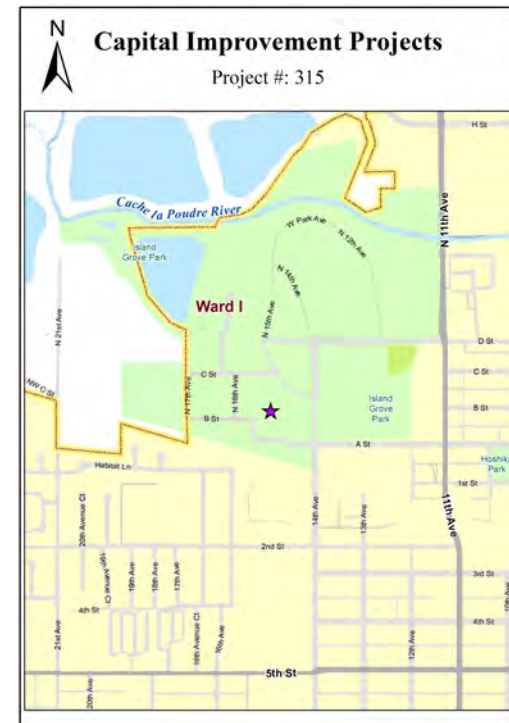 N
Capital Improvement Projects
Project #: 315
H St
Cache la Poudre River
N 11th Ave
W Park Ave
N 12th Ave
Island
Grove Park
N 14th Ave
Ward I
N 15th Ave
N 21st Ave
D St
C St
C St
NW C St
N 17th Ave
N 16th Ave
Island
Grove
Park
B St
B St
A St
Hoshiko
Park
Habitat Ln
1st St
11th Ave
14th Ave
13th Ave
20th Avenue Ct
2nd St
19th Avenue Ct
19th Ave
18th Ave
17th Ave
3rd St
10th Ave
4th St
4th St
21st Ave
16th Avenue Ct
16th Ave
12th Ave
5th St
20th Ave